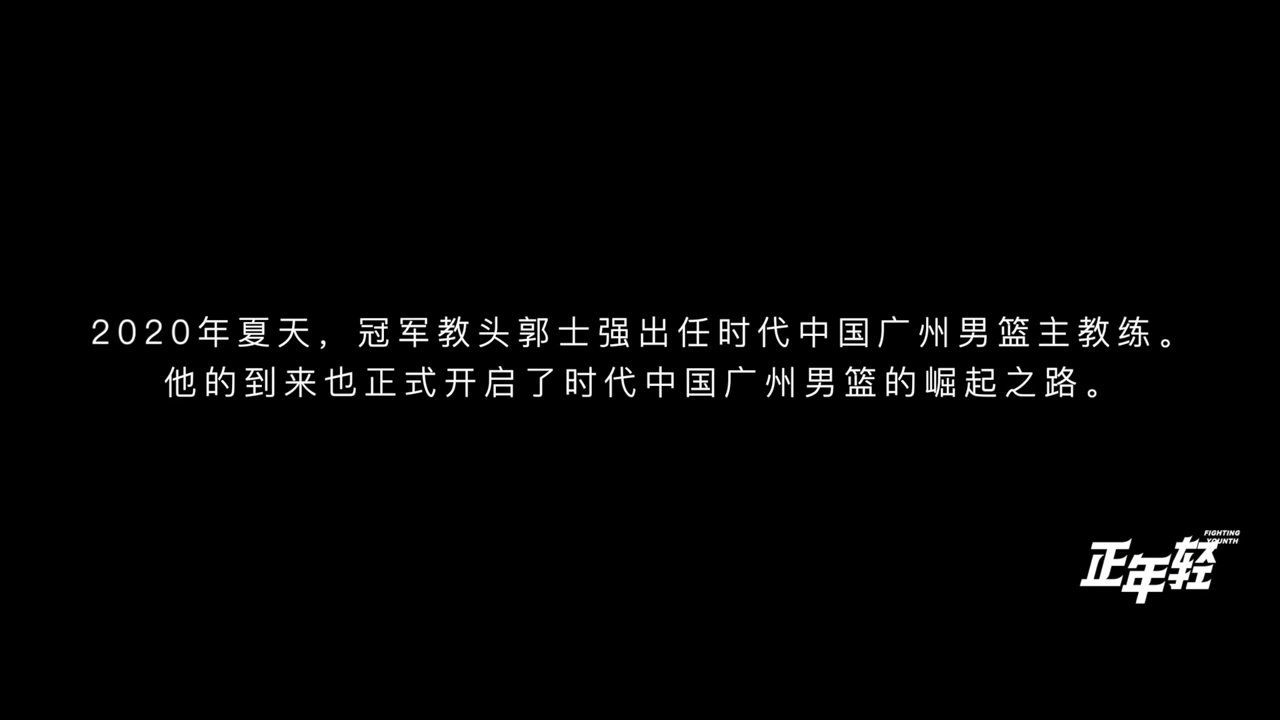 2020年夏天，冠军教头郭士强出任时代中国广州男篮主教练。
他的到来也正式开启了时代中国广州男篮的崛起之路。
FIGHTING
YOUNTH
正年轻